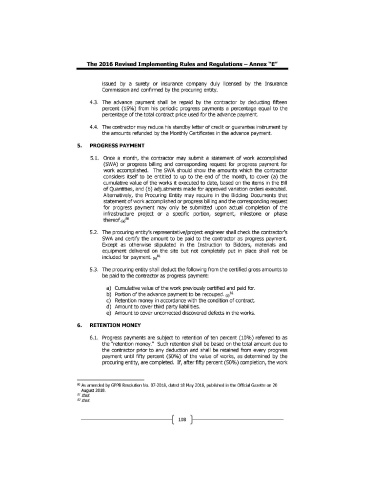 The 2016 Revised Implementing Rules and Regulations – Annex "E"
issued by a surety or insurance company duly licensed by the Insurance
Commission and confirmed by the procuring entity.
4.3. The advance payment shall be repaid by the contractor by deducting fifteen
percent (15%) from his periodic progress payments a percentage equal to the
percentage of the total contract price used for the advance payment.
4.4. The contractor may reduce his standby letter of credit or guarantee instrument by
the amounts refunded by the Monthly Certificates in the advance payment.
5. PROGRESS PAYMENT
5.1. Once a month, the contractor may submit a statement of work accomplished
(SWA) or progress billing and corresponding request for progress payment for
work accomplished. The SWA should show the amounts which the contractor
considers itself to be entitled to up to the end of the month, to cover (a) the
cumulative value of the works it executed to date, based on the items in the Bill
of Quantities, and (b) adjustments made for approved variation orders executed.
Alternatively, the Procuring Entity may require in the Bidding Documents that
statement of work accomplished or progress billing and the corresponding request
for progress payment may only be submitted upon actual completion of the
infrastructure project or a specific portion, segment, milestone or phase
thereof.
5.2. The procuring entity's representative/project engineer shall check the contractor's
SWA and certify the amount to be paid to the contractor as progress payment.
Except as otherwise stipulated in the Instruction to Bidders, materials and
equipment delivered on the site but not completely put in place shall not be
included for payment.
5.3. The procuring entity shall deduct the following from the certified gross amounts to
be paid to the contractor as progress payment:
a) Cumulative value of the work previously certified and paid for.
b) Portion of the advance payment to be recouped.
c) Retention money in accordance with the condition of contract.
d) Amount to cover third party liabilities.
e) Amount to cover uncorrected discovered defects in the works.
6. RETENTION MONEY
6.1. Progress payments are subject to retention of ten percent (10%) referred to as
the "retention money." Such retention shall be based on the total amount due to
the contractor prior to any deduction and shall be retained from every progress
payment until fifty percent (50%) of the value of works, as determined by the
procuring entity, are completed. If, after fifty percent (50%) completion, the work
As amended by GPPB Resolution No. 07-2018, dated 18 May 2018, published in the Official Gazette on 20
August 2018.
Ibid.
Ibid.
108